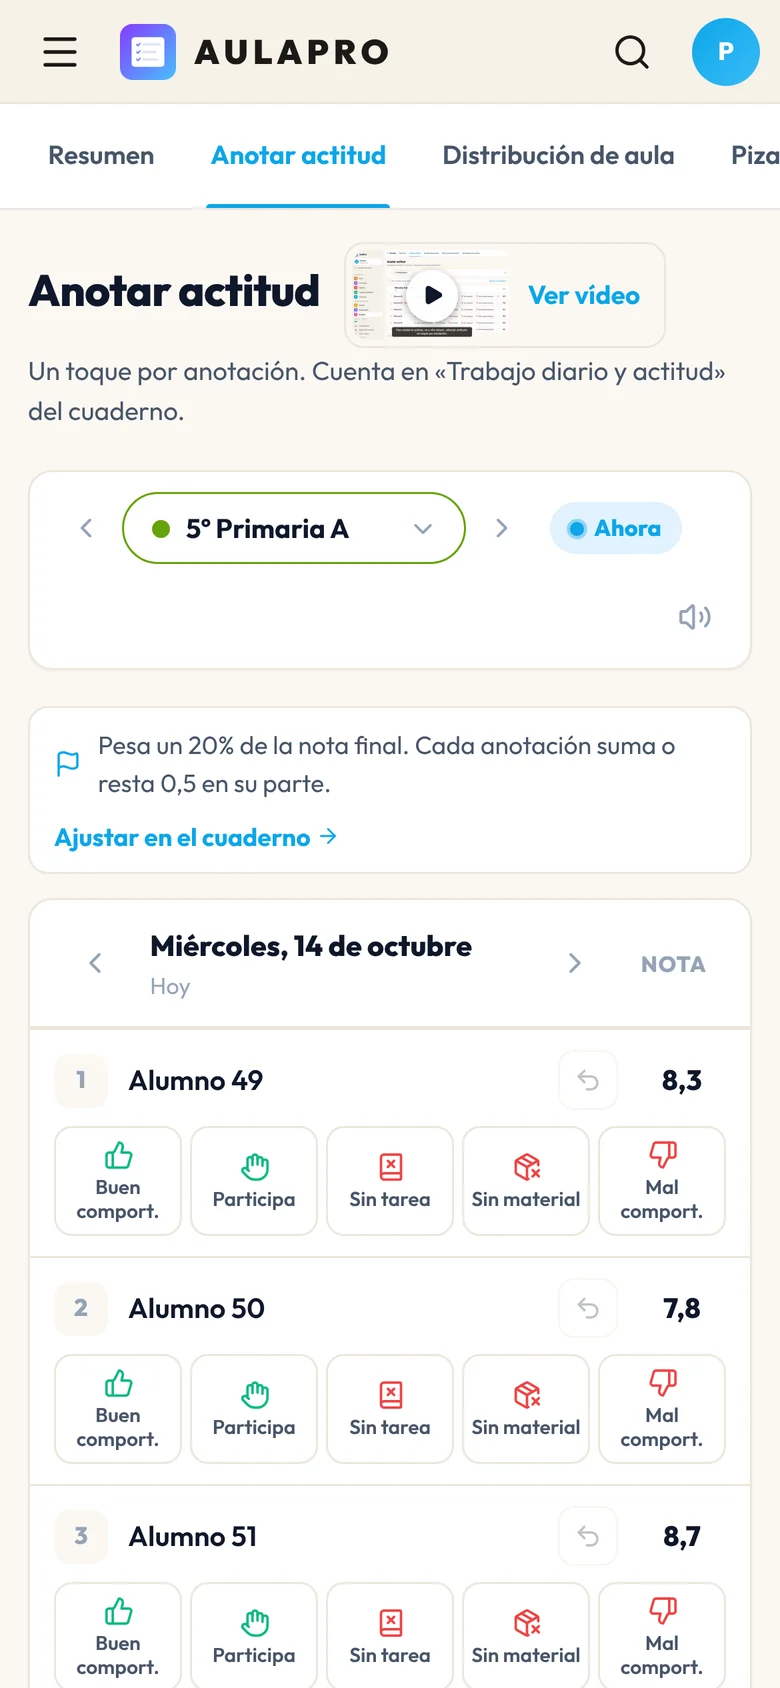 AULAPRO
P
Resumen
Anotar actitud
Distribución de aula
Piza
Anotar actitud
Ver vídeo
Un toque por anotación. Cuenta en «Trabajo diario y actitud»
del cuaderno.
5º Primaria A
Ahora
Pesa un 20% de la nota final. Cada anotación suma o
resta 0,5 en su parte.
Ajustar en el cuaderno →
Miércoles, 14 de octubre
Hoy
NOTA
1
Alumno 49
8,3
Buen
comport.
Participa
Sin tarea
Sin material
Mal
comport.
2
Alumno 50
7,8
Buen
comport.
Participa
Sin tarea
Sin material
Mal
comport.
3
Alumno 51
8,7
Buen
comport.
Participa
Sin tarea
Sin material
Mal
comport.